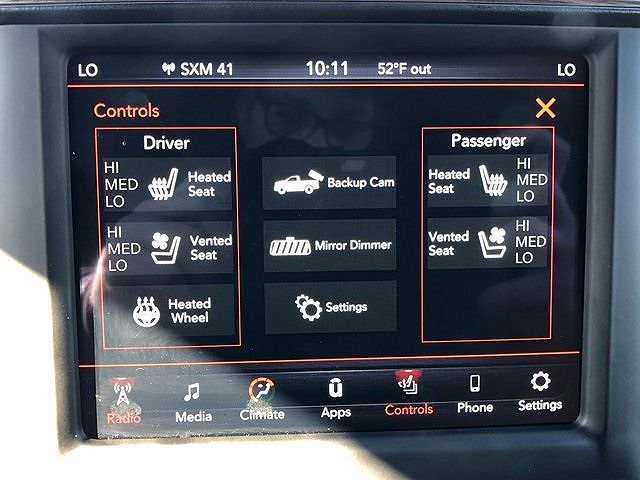 LO SXM 41 10:11 52°F out LO
Controls
Driver
HI
MED
LO
Heated
Seat
HI
MED
LO
Vented
Seat
Heated
Wheel
Backup Cam
Mirror Dimmer
Settings
Passenger
Heated
Seat
HI
MED
LO
Vented
Seat
HI
MED
LO
Radio Media Climate Apps Controls Phone Settings